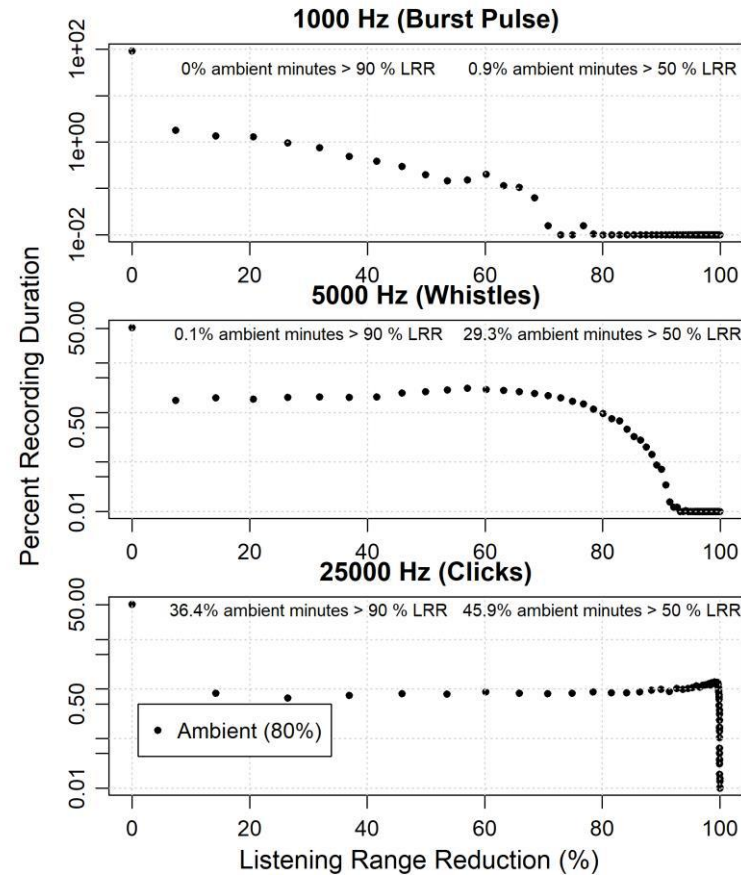 1000 Hz (Burst Pulse)
0% ambient minutes > 90 % LRR 0.9% ambient minutes > 50 % LRR
1e+02
1e+00
1e-02
0 20 40 60 80 100
5000 Hz (Whistles)
0.1% ambient minutes > 90 % LRR 29.3% ambient minutes > 50 % LRR
50.00
0.50
0.01
0 20 40 60 80 100
Percent Recording Duration
25000 Hz (Clicks)
36.4% ambient minutes > 90 % LRR 45.9% ambient minutes > 50 % LRR
50.00
0.50
0.01
Ambient (80%)
0 20 40 60 80 100
Listening Range Reduction (%)